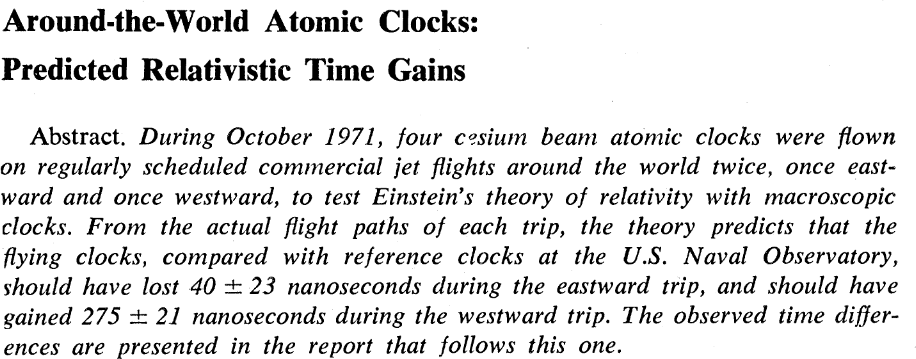 Around-the-World Atomic Clocks:
Predicted Relativistic Time Gains
Abstract. During October 1971, four cesium beam atomic clocks were flown
on regularly scheduled commercial jet flights around the world twice, once east-
ward and once westward, to test Einstein's theory of relativity with macroscopic
clocks. From the actual flight paths of each trip, the theory predicts that the
flying clocks, compared with reference clocks at the U.S. Naval Observatory,
should have lost 40 ± 23 nanoseconds during the eastward trip, and should have
gained 275 ± 21 nanoseconds during the westward trip. The observed time differ-
ences are presented in the report that follows this one.